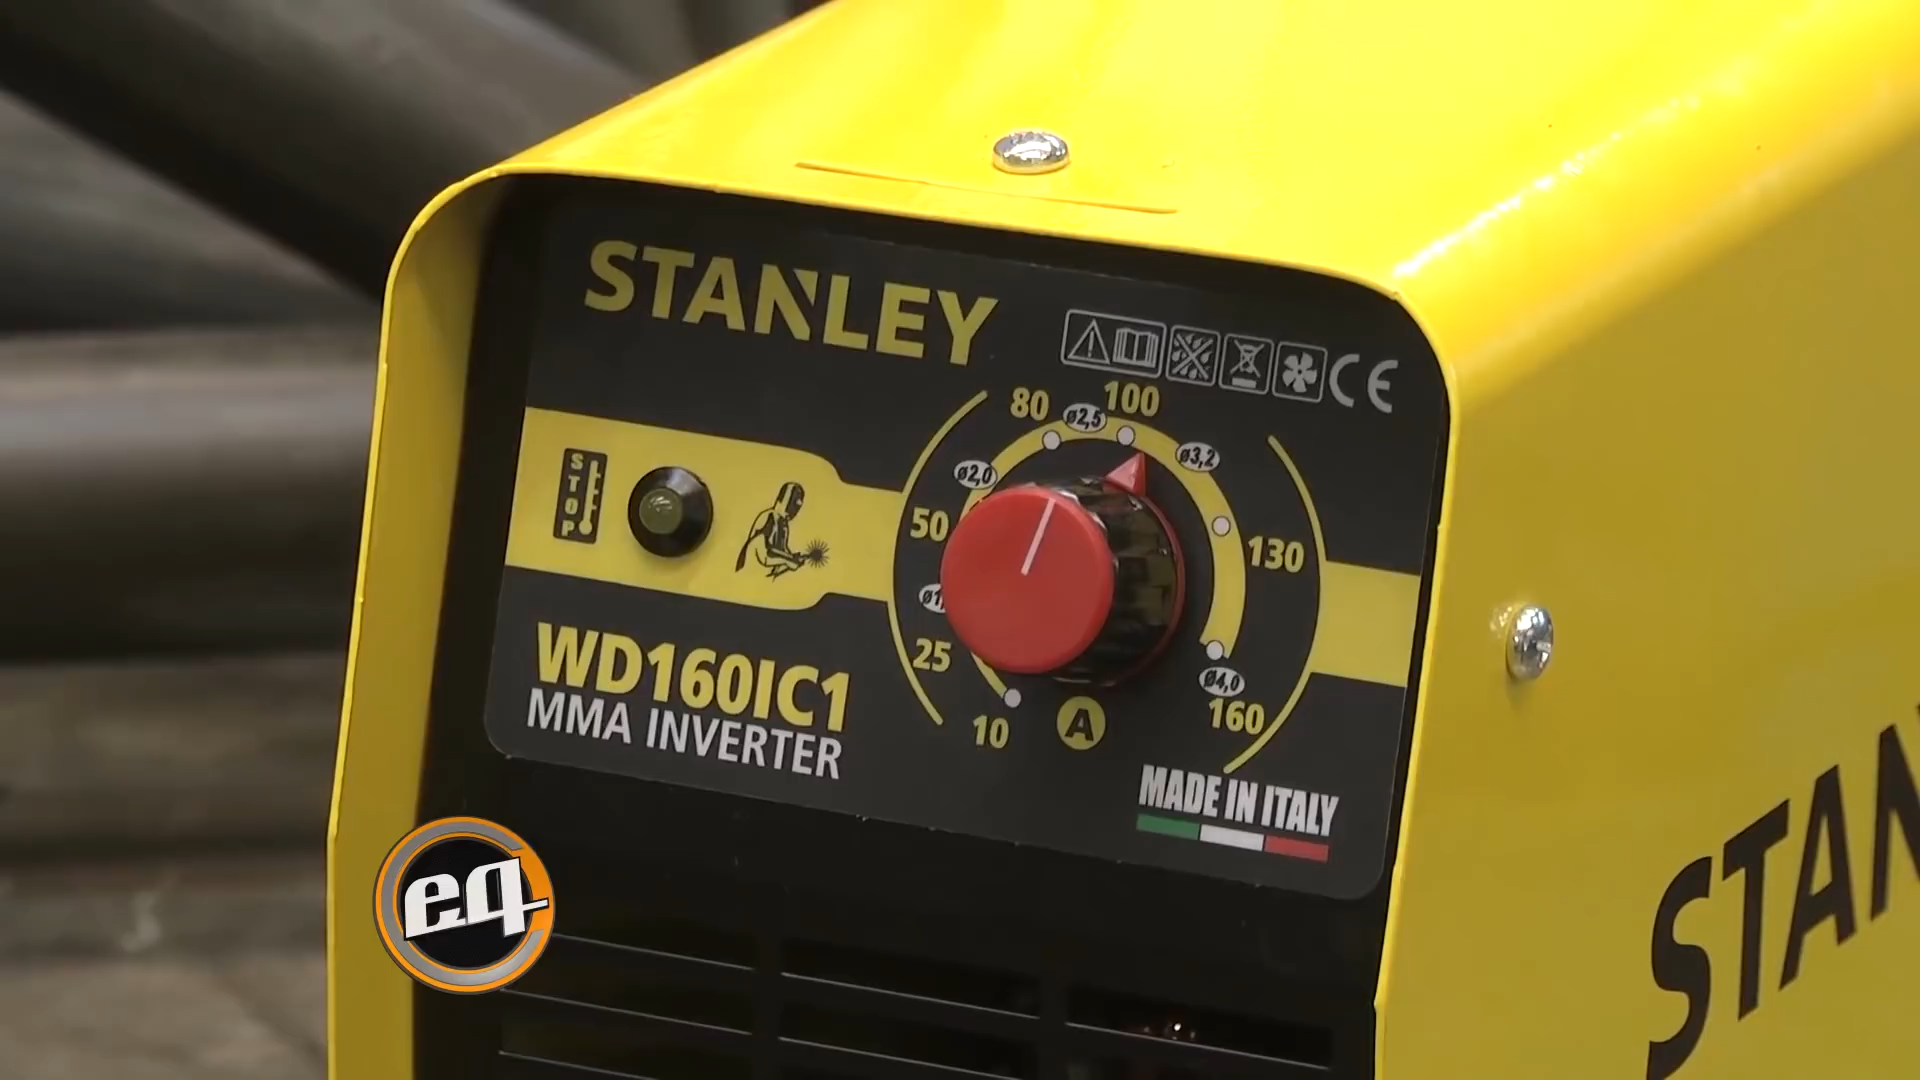 STANLEY
CE
80
100
ø2,5
ø2,0
ø3,2
STOP
50
130
25
ø4,0
160
10
A
WD160IC1
MMA INVERTER
MADE IN ITALY
eq
STAN